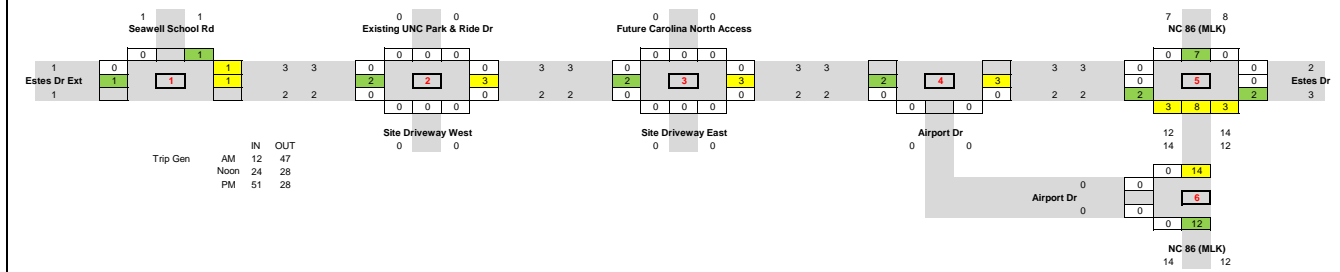 1 1 0 0 0 0 7 8
Seawell School Rd Existing UNC Park & Ride Dr Future Carolina North Access NC 86 (MLK)
0 1 0 0 0 0 0 0 0 7 0
1 0 1 3 3 0 0 3 3 0 0 3 3 3 3 0 0 2
Estes Dr Ext 1 1 1 2 2 3 2 3 3 2 4 3 0 5 0 Estes Dr
1 2 2 0 0 2 2 0 0 2 2 0 0 2 2 2 2 3
0 0 0 0 0 0 0 0 3 8 3
Site Driveway West Site Driveway East Airport Dr
0 0 0 0 0 0
12 14
14 12
IN OUT
Trip Gen AM 12 47
Noon 24 28
PM 51 28
0 14
0 0
Airport Dr 6
0 0
0 12
NC 86 (MLK)
14 12